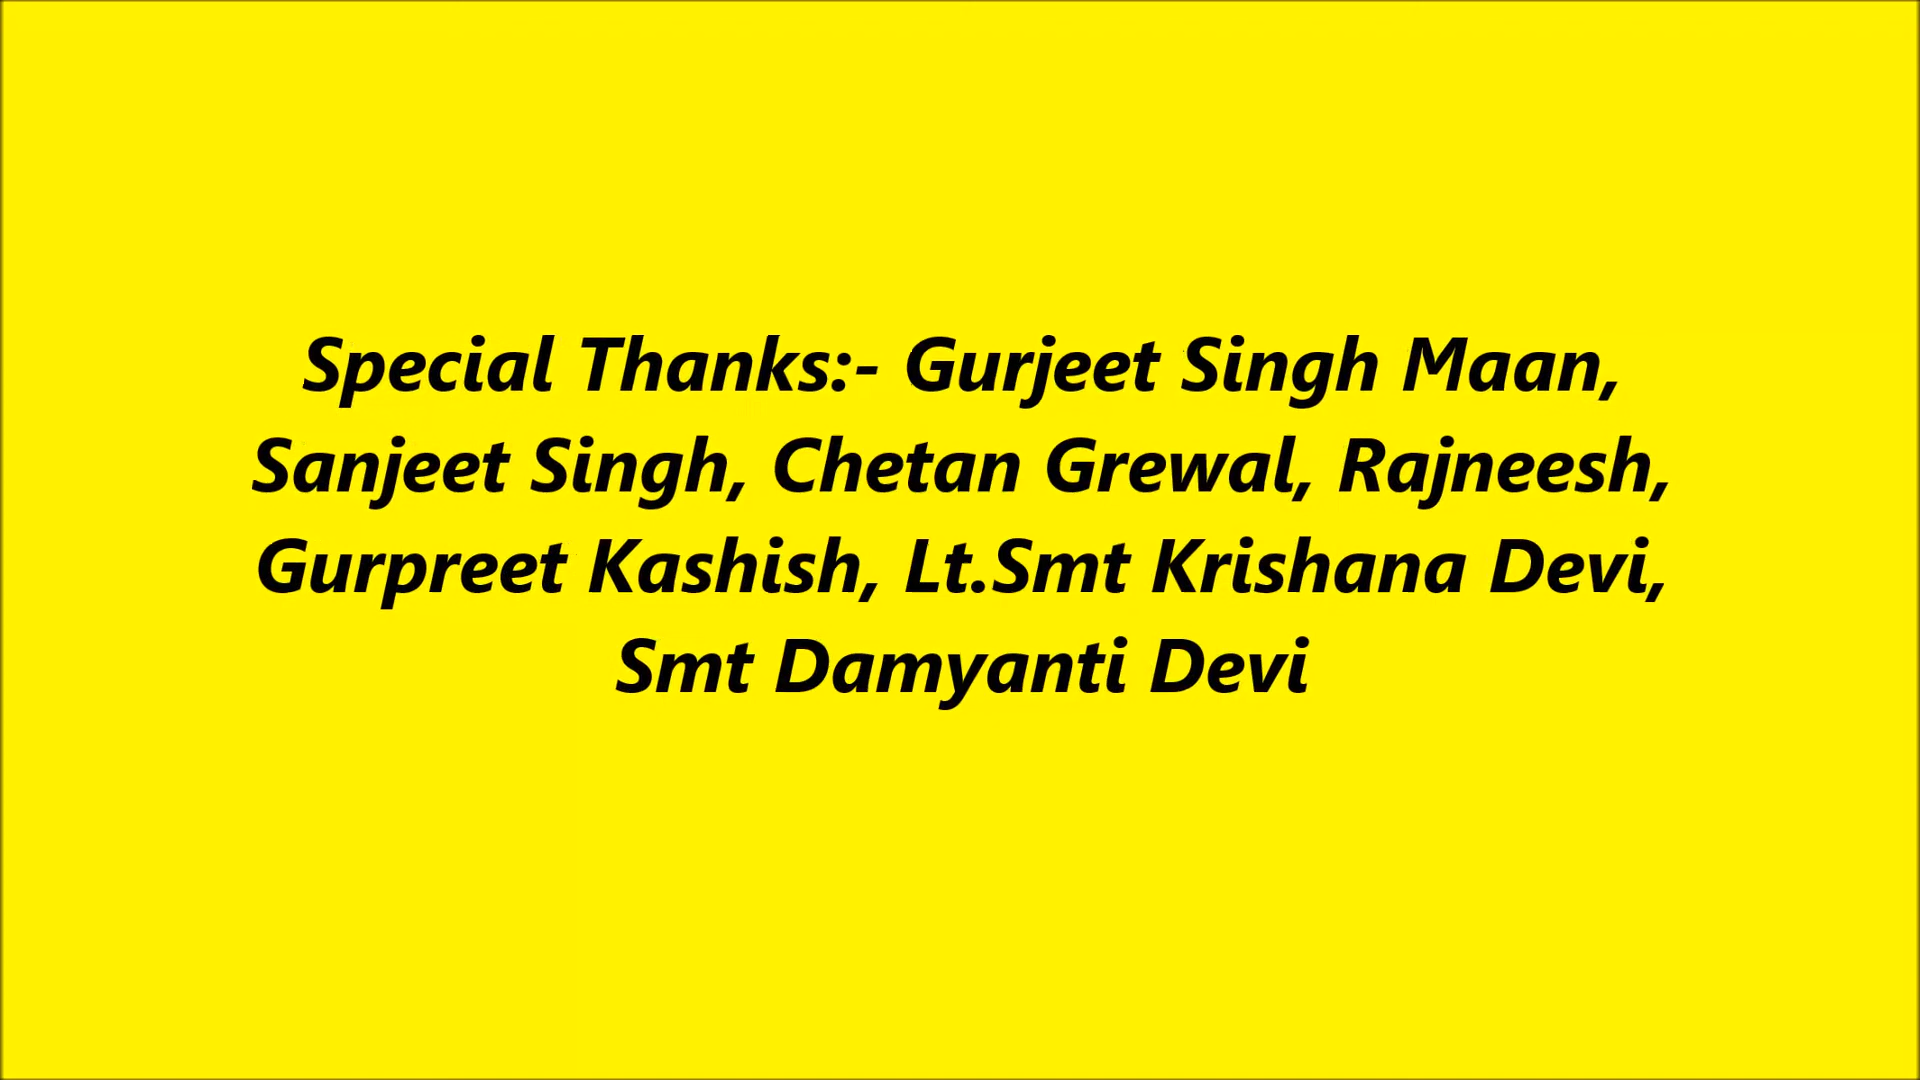 Special Thanks:- Gurjeet Singh Maan,
Sanjeet Singh, Chetan Grewal, Rajneesh,
Gurpreet Kashish, Lt.Smt Krishana Devi,
Smt Damyanti Devi